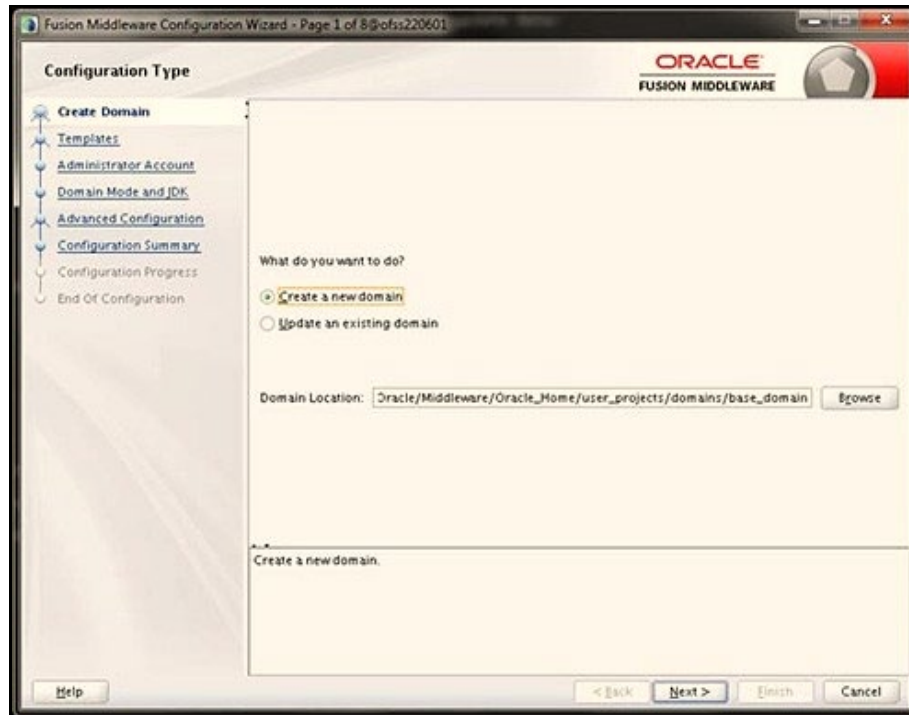 Fusion Middleware Configuration Wizard - Page 1 of 8@ofss220601
Configuration Type
ORACLE
FUSION MIDDLEWARE
Create Domain
Templates
Administrator Account
Domain Mode and JDK
Advanced Configuration
Configuration Summary
Configuration Progress
End Of Configuration
What do you want to do?
Create a new domain
Update an existing domain
Domain Location: Oracle/Middleware/Oracle_Home/user_projects/domains/base_domain Browse
Create a new domain.
Help < Back Next > Finish Cancel